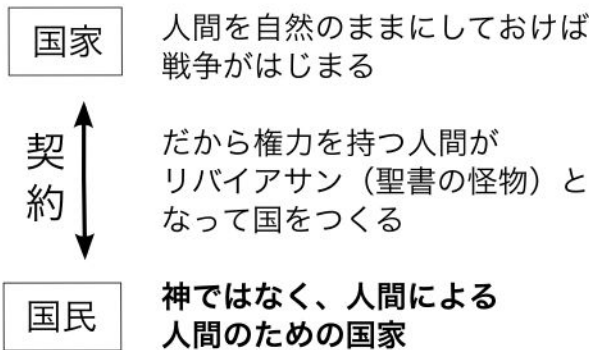 国家
人間を自然のままにしておけば
戦争がはじまる
契約
だから権力を持つ人間が
リバイアサン（聖書の怪物）と
なって国をつくる
国民
神ではなく、人間による
人間のための国家